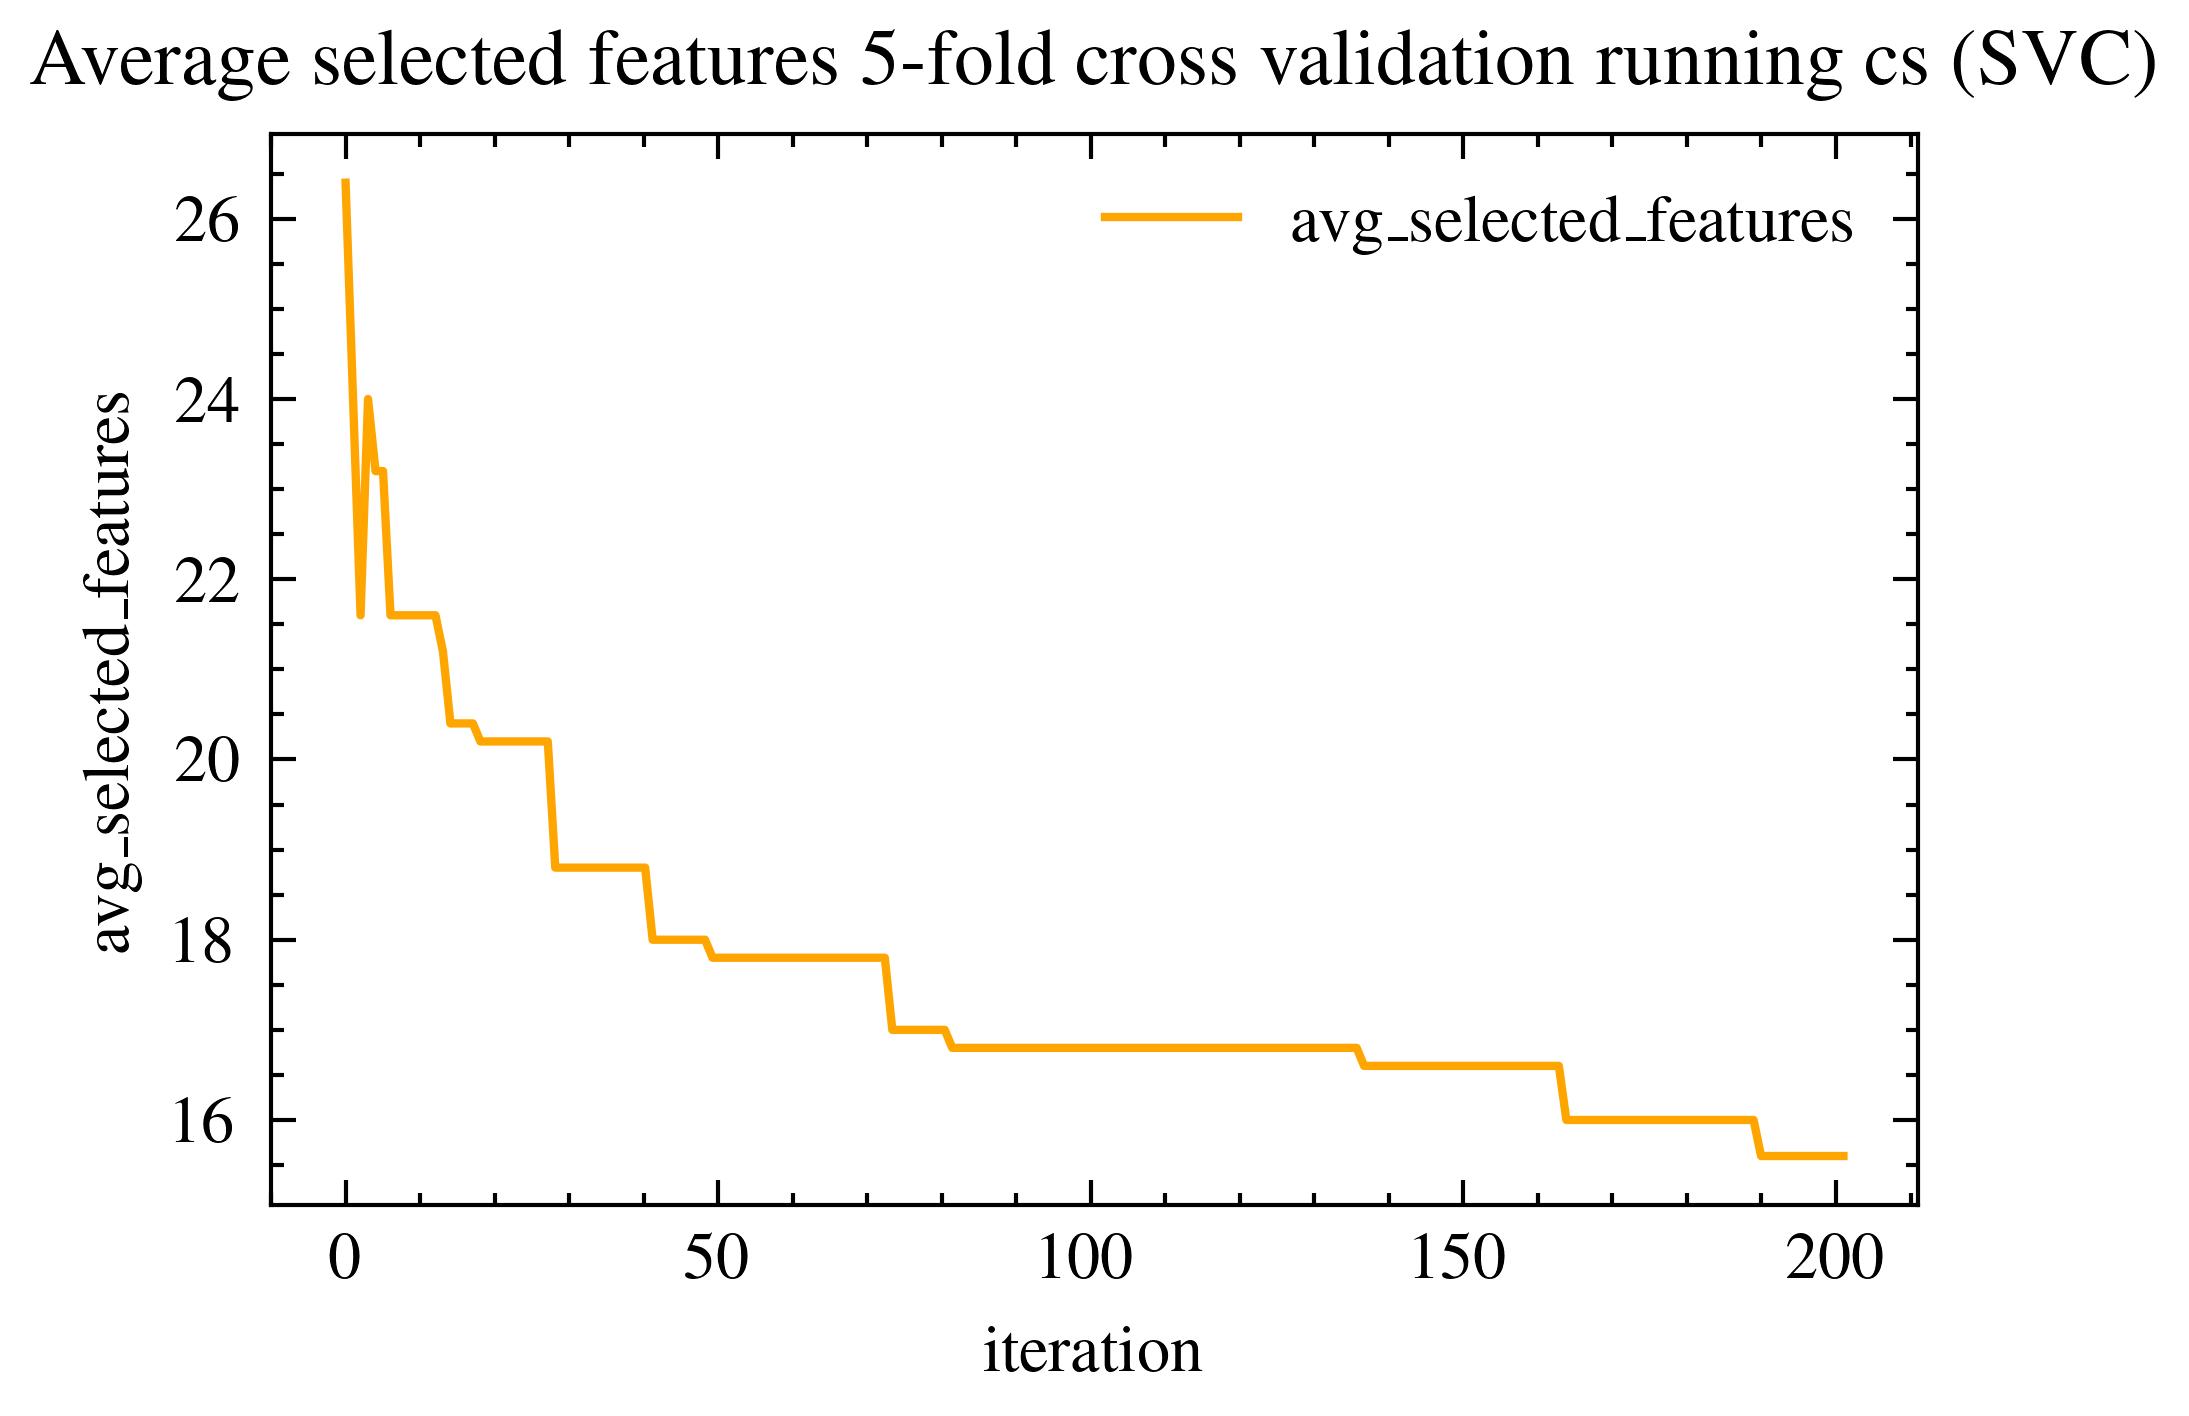 Average selected features 5-fold cross validation running cs (SVC)
avg_selected_features
avg_selected_features
26
24
22
20
18
16
0 50 100 150 200
iteration